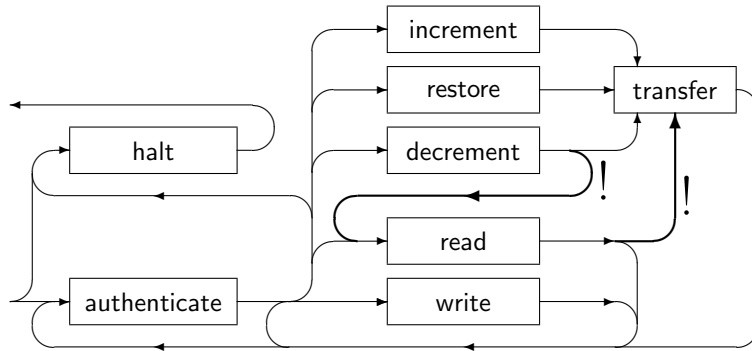 increment
restore
transfer
halt
decrement
!
!
read
authenticate
write